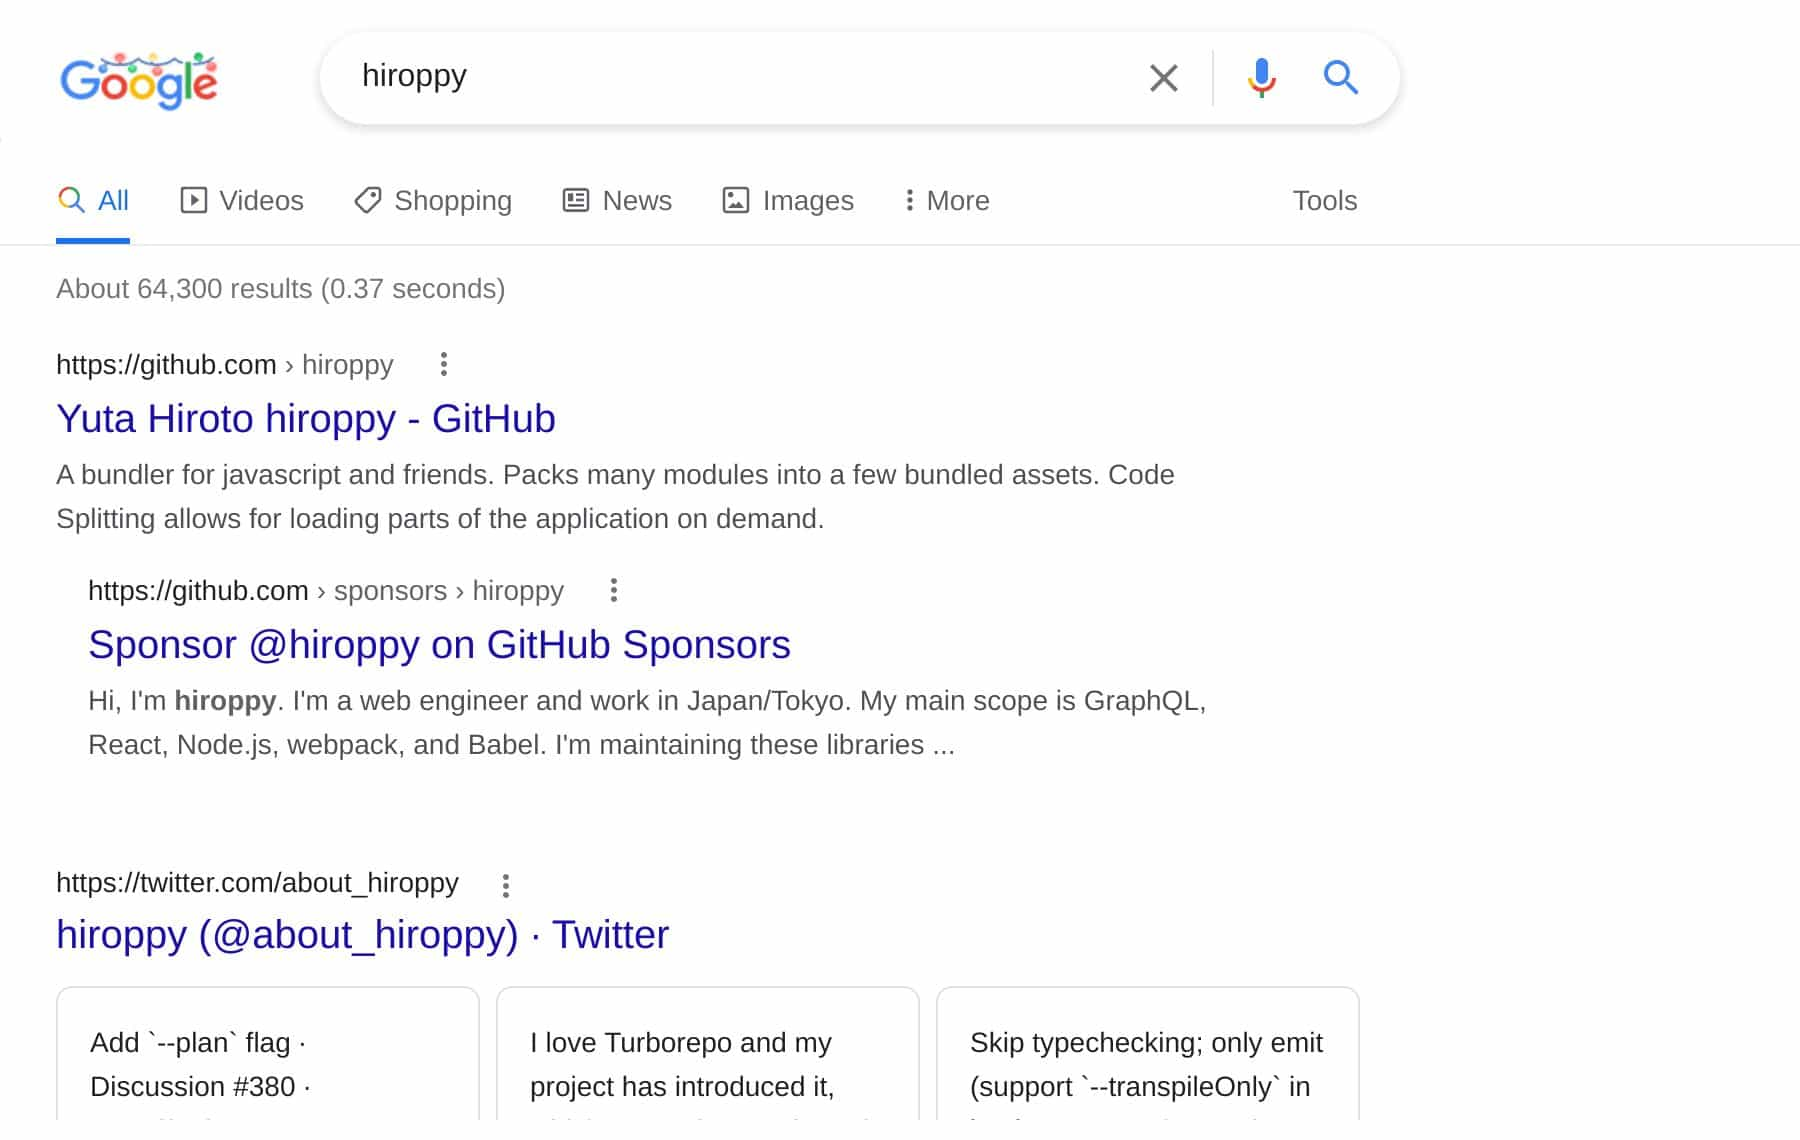 Google
hiroppy
All Videos Shopping News Images More Tools
About 64,300 results (0.37 seconds)
https://github.com › hiroppy
Yuta Hiroto hiroppy - GitHub
A bundler for javascript and friends. Packs many modules into a few bundled assets. Code
Splitting allows for loading parts of the application on demand.
https://github.com › sponsors › hiroppy
Sponsor @hiroppy on GitHub Sponsors
Hi, I'm hiroppy. I'm a web engineer and work in Japan/Tokyo. My main scope is GraphQL,
React, Node.js, webpack, and Babel. I'm maintaining these libraries ...
https://twitter.com/about_hiroppy
hiroppy (@about_hiroppy) · Twitter
Add `--plan` flag ·
Discussion #380 ·
I love Turborepo and my
project has introduced it,
Skip typechecking; only emit
(support `--transpileOnly` in